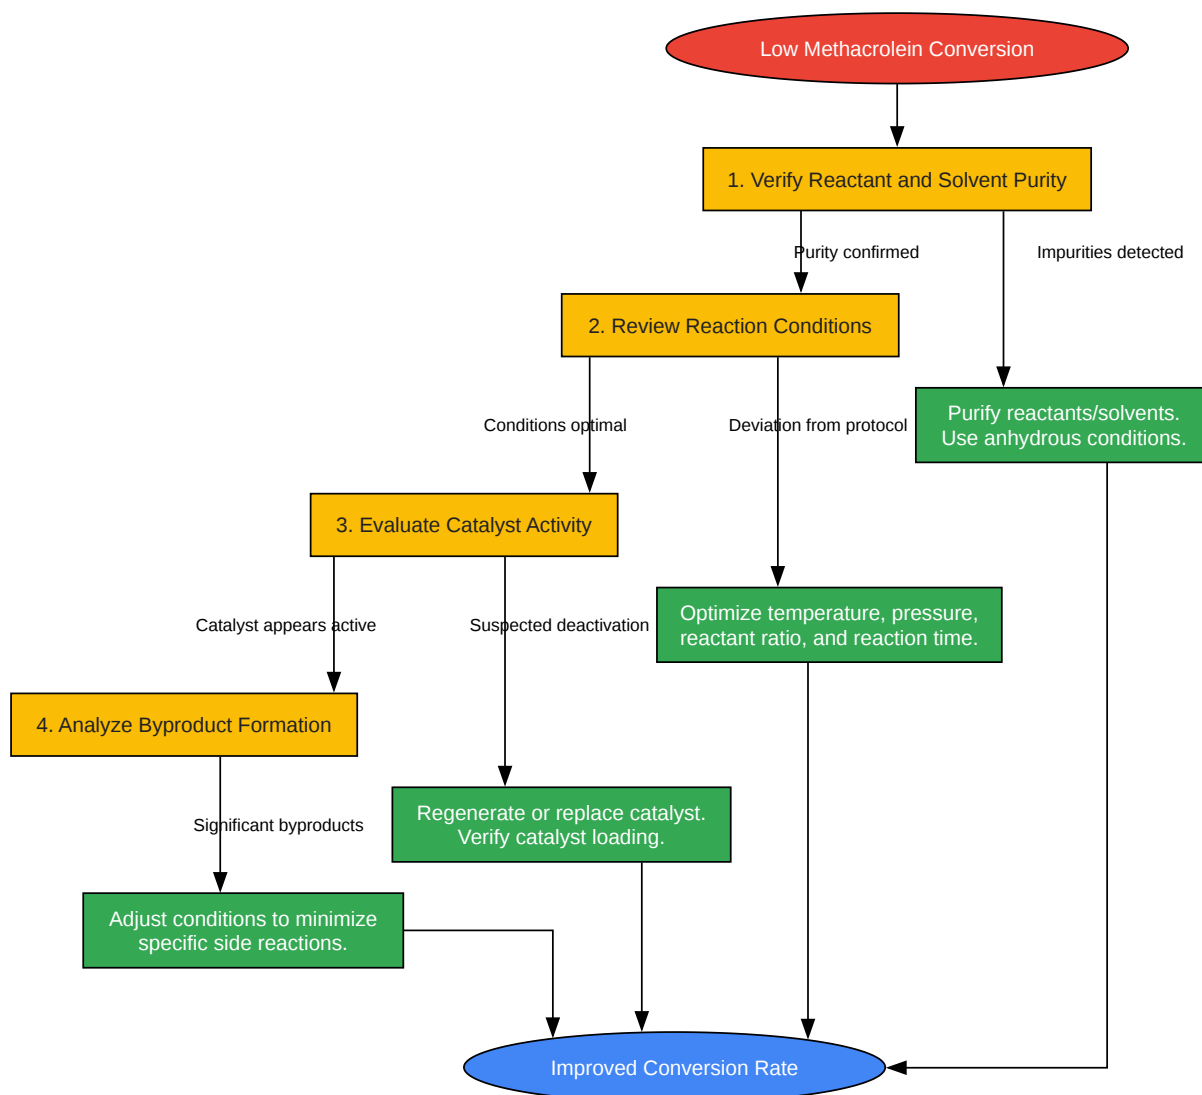 Low Methacrolein Conversion
1. Verify Reactant and Solvent Purity
Purity confirmed
Impurities detected
2. Review Reaction Conditions
Purify reactants/solvents.
Use anhydrous conditions.
Conditions optimal
Deviation from protocol
3. Evaluate Catalyst Activity
Optimize temperature, pressure,
reactant ratio, and reaction time.
Catalyst appears active
Suspected deactivation
4. Analyze Byproduct Formation
Regenerate or replace catalyst.
Verify catalyst loading.
Significant byproducts
Adjust conditions to minimize
specific side reactions.
Improved Conversion Rate